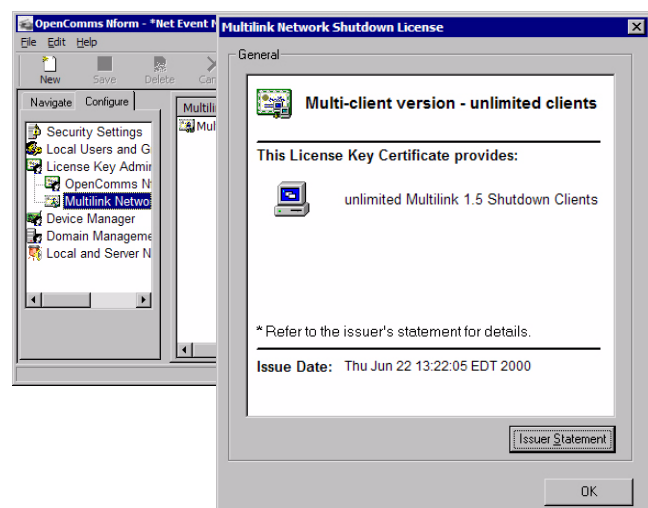 OpenComms Nform - *Net Event
File Edit Help
New Save Delete
Navigate Configure
Security Settings
Local Users and G
License Key Admin
OpenComms
Multilink Netwo
Device Manager
Domain Manageme
Local and Server N
Multili
Mul
Multilink Network Shutdown License
General
Multi-client version - unlimited clients
This License Key Certificate provides:
unlimited Multilink 1.5 Shutdown Clients
* Refer to the issuer's statement for details.
Issue Date: Thu Jun 22 13:22:05 EDT 2000
Issuer Statement
OK